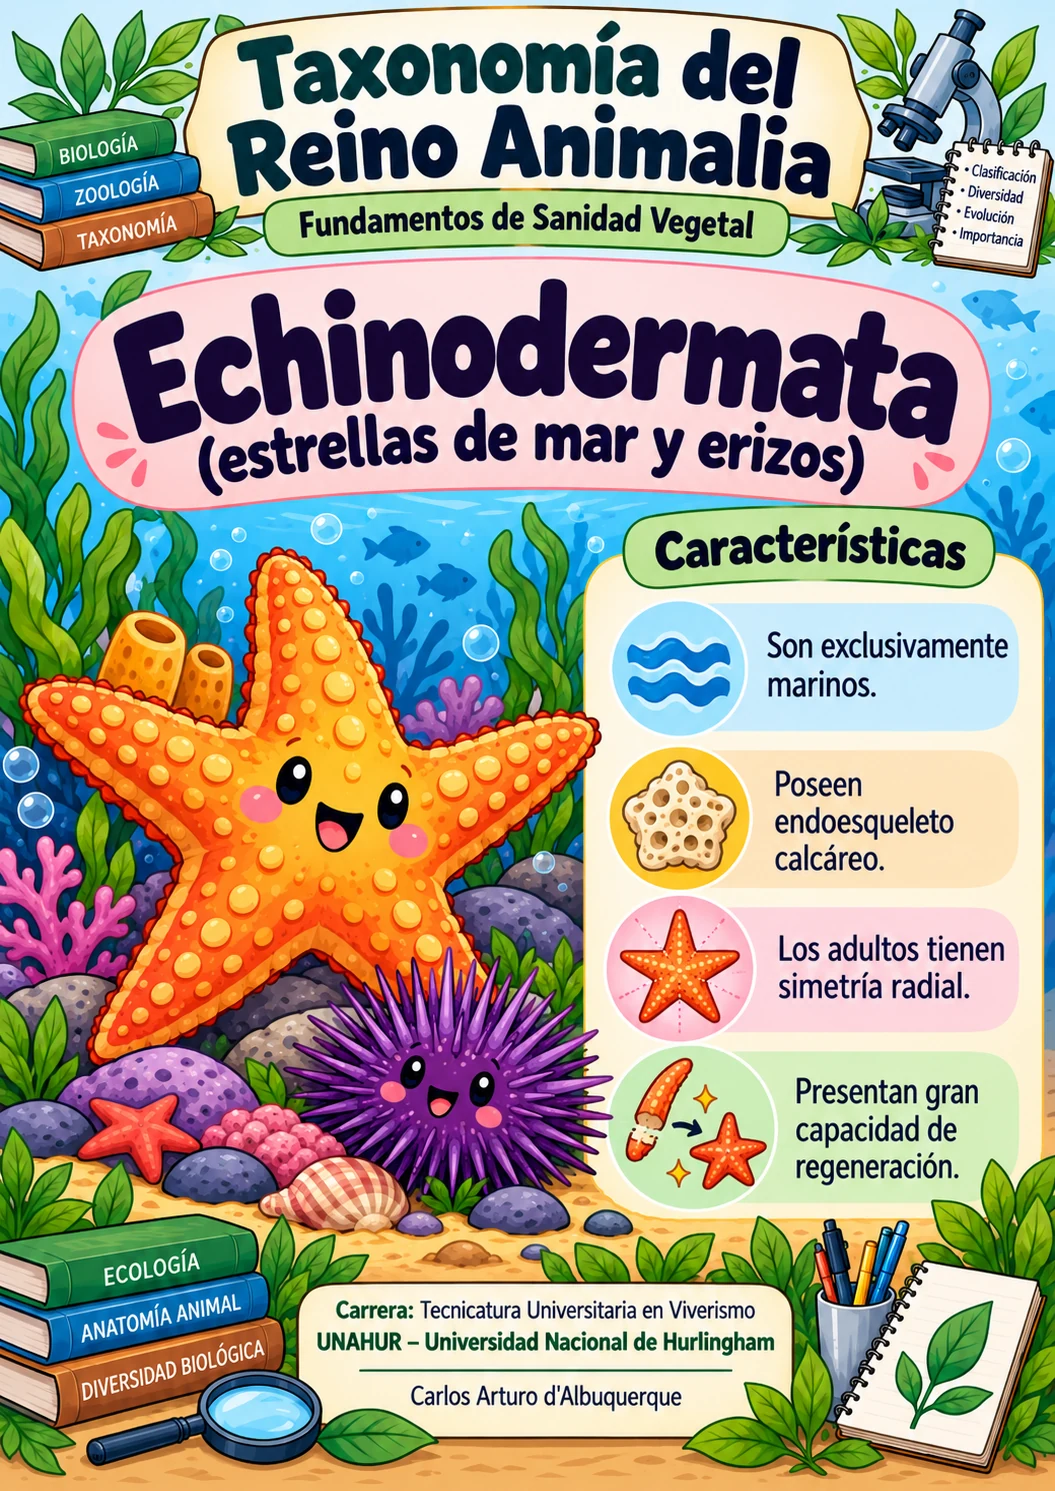 Taxonomía del
Reino Animalia
Fundamentos de Sanidad Vegetal
BIOLOGÍA
ZOOLOGÍA
TAXONOMÍA
• Clasificación
• Diversidad
• Evolución
• Importancia
Echinodermata
(estrellas de mar y erizos)
Características
Son exclusivamente
marinos.
Poseen
endoesqueleto
calcáreo.
Los adultos tienen
simetría radial.
Presentan gran
capacidad de
regeneración.
ECOLOGÍA
ANATOMÍA ANIMAL
DIVERSIDAD BIOLÓGICA
Carrera: Tecnicatura Universitaria en Viverismo
UNAHUR – Universidad Nacional de Hurlingham
Carlos Arturo d'Albuquerque